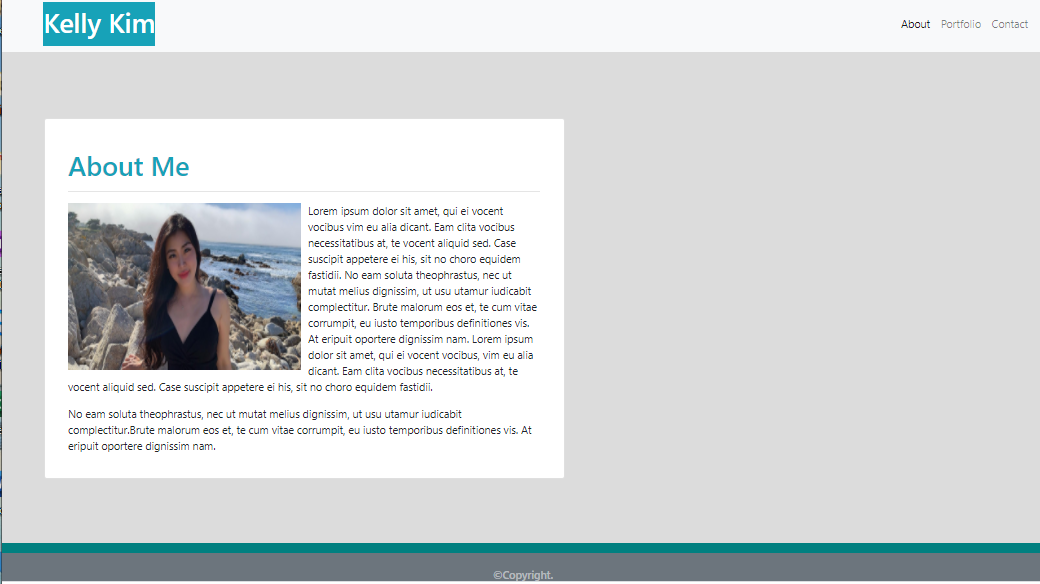 Kelly Kim
About Portfolio Contact
About Me
Lorem ipsum dolor sit amet, qui ei vocent
vocibus vim eu alia dicant. Eam clita vocibus
necessitatibus at, te vocent aliquid sed. Case
suscipit appetere ei his, sit no choro equidem
fastidii. No eam soluta theophrastus, nec ut
mutat melius dignissim, ut usu utamur iudicabit
complectitur. Brute malorum eos et, te cum vitae
corrumpit, eu iusto temporibus definitiones vis.
At eripuit oportere dignissim nam. Lorem ipsum
dolor sit amet, qui ei vocent vocibus, vim eu alia
dicant. Eam clita vocibus necessitatibus at, te
vocent aliquid sed. Case suscipit appetere ei his, sit no choro equidem fastidii.
No eam soluta theophrastus, nec ut mutat melius dignissim, ut usu utamur iudicabit
complectitur.Brute malorum eos et, te cum vitae corrumpit, eu iusto temporibus definitiones vis. At
eripuit oportere dignissim nam.
©Copyright.